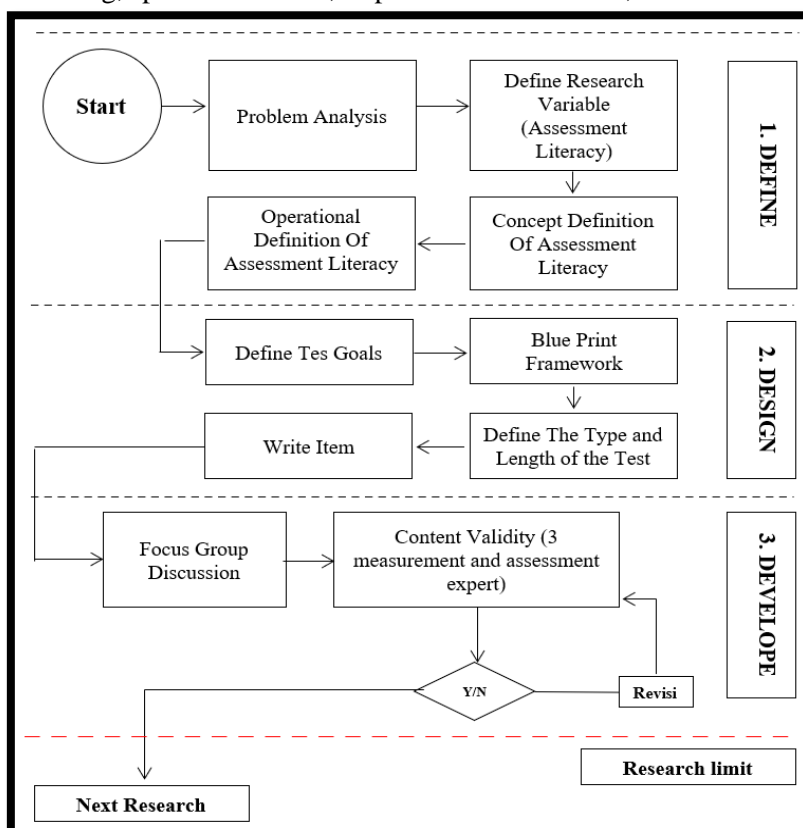 Start
Problem Analysis
Define Research
Variable
(Assessment
Literacy)
1. DEFINE
Operational
Definition Of
Assessment Literacy
Concept Definition
Of Assessment
Literacy
Define Tes Goals
Blue Print
Framework
2. DESIGN
Write Item
Define The Type and
Length of the Test
Focus Group
Discussion
Content Validity (3
measurement and assessment
expert)
3. DEVELOPE
Y/N
Revisi
Research limit
Next Research